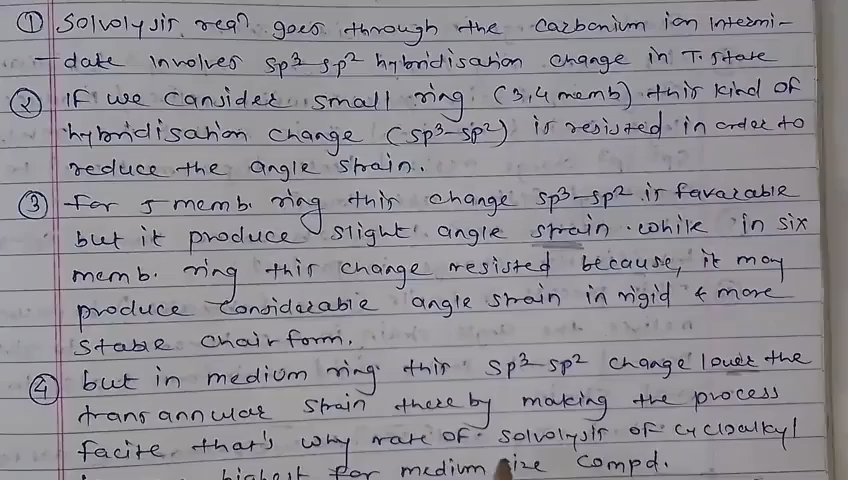 ① Solvolysis reaⁿ. goes through the carbonium ion Intermi-
-date involves sp³-sp² hybridisation change in T. state
② If we consider small ring (3,4 memb) this kind of
hybridisation change (sp³-sp²) is resisted in order to
reduce the angle strain.
③ for 5 memb. ring this change sp³-sp² is favarable
but it produce slight angle strain while in six
memb. ring this change resisted because, it may
produce considerable angle strain in rigid & more
stable chair form.
④ but in medium ring this sp³-sp² change lower the
transannular strain thereby making the process
facite that's why rate of solvolysis of cycloalkyl
highest for medium size compd.